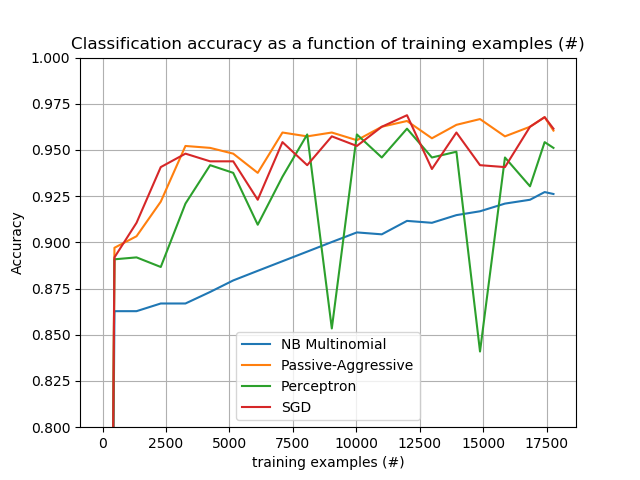 Classification accuracy as a function of training examples (#)
1.000
0.975
0.950
0.925
0.900
0.875
0.850
0.825
0.800
Accuracy
NB Multinomial
Passive-Aggressive
Perceptron
SGD
0 2500 5000 7500 10000 12500 15000 17500
training examples (#)